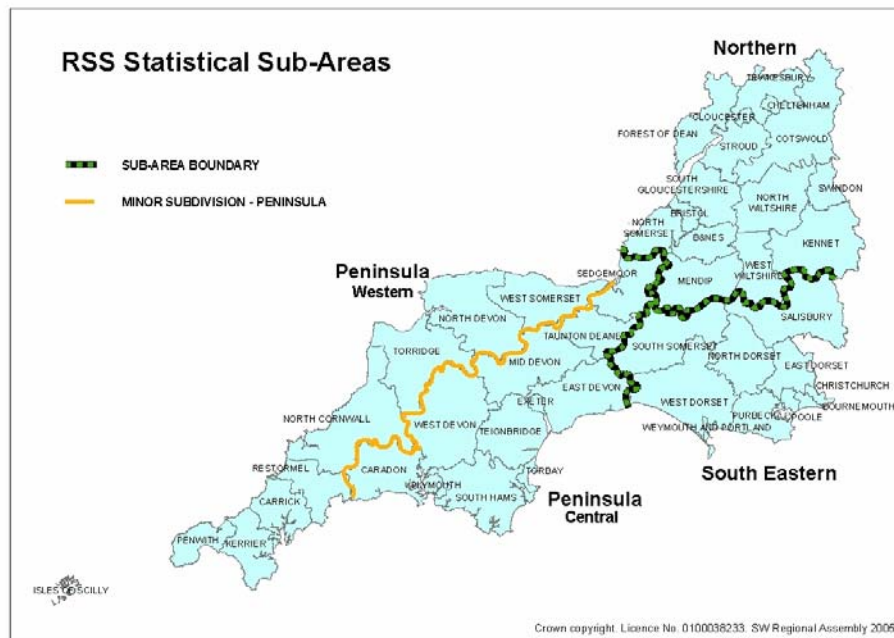 RSS Statistical Sub-Areas
SUB-AREA BOUNDARY
MINOR SUBDIVISION - PENINSULA
Northern
TEWKESBURY
CHELTENHAM
GLOUCESTER
FOREST OF DEAN
STROUD
COTSWOLD
SOUTH
GLOUCESTERSHIRE
SWINDON
NORTH
WILTSHIRE
BRISTOL
NORTH
SOMERSET
B&NES
KENNET
WEST
WILTSHIRE
SEDGEMOOR
MENDIP
Peninsula
Western
WEST SOMERSET
SALISBURY
NORTH DEVON
TAUNTON DEANE
SOUTH SOMERSET
TORRIDGE
MID DEVON
NORTH DORSET
EAST DORSET
EAST DEVON
CHRISTCHURCH
EXETER
WEST DORSET
BOURNEMOUTH
PURBECK
POOLE
NORTH CORNWALL
WEST DEVON
TEIGNBRIDGE
WEYMOUTH AND PORTLAND
RESTORMEL
CARADON
TORBAY
South Eastern
PLYMOUTH
SOUTH HAMS
Peninsula
Central
CARRICK
PENWITH
KERRIER
ISLES OF SCILLY
Crown copyright. Licence No. 0100038233. SW Regional Assembly 2005